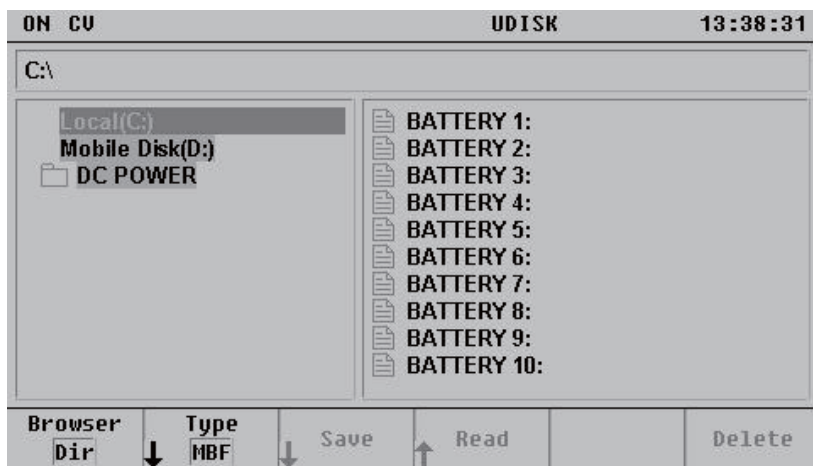 ON CV UDISK 13:38:31
C:\
Local(C:)
Mobile Disk(D:)
DC POWER
BATTERY 1:
BATTERY 2:
BATTERY 3:
BATTERY 4:
BATTERY 5:
BATTERY 6:
BATTERY 7:
BATTERY 8:
BATTERY 9:
BATTERY 10:
Browser Type Save Read Delete
Dir MBF